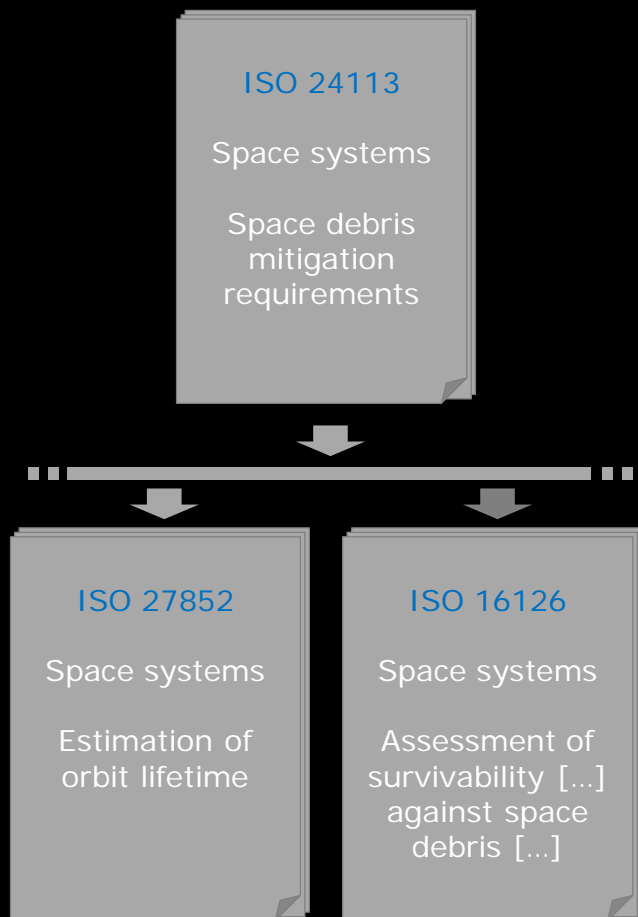 ISO 24113
Space systems
Space debris
mitigation
requirements
ISO 27852
Space systems
Estimation of
orbit lifetime
ISO 16126
Space systems
Assessment of
survivability [...]
against space
debris [...]